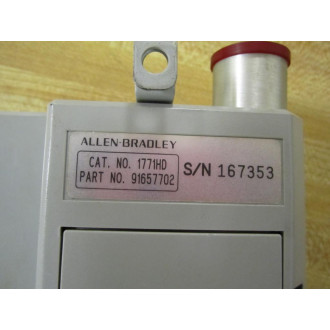 ALLEN-BRADLEY
CAT. NO. 1771HD
PART NO. 91657702
S/N 167353